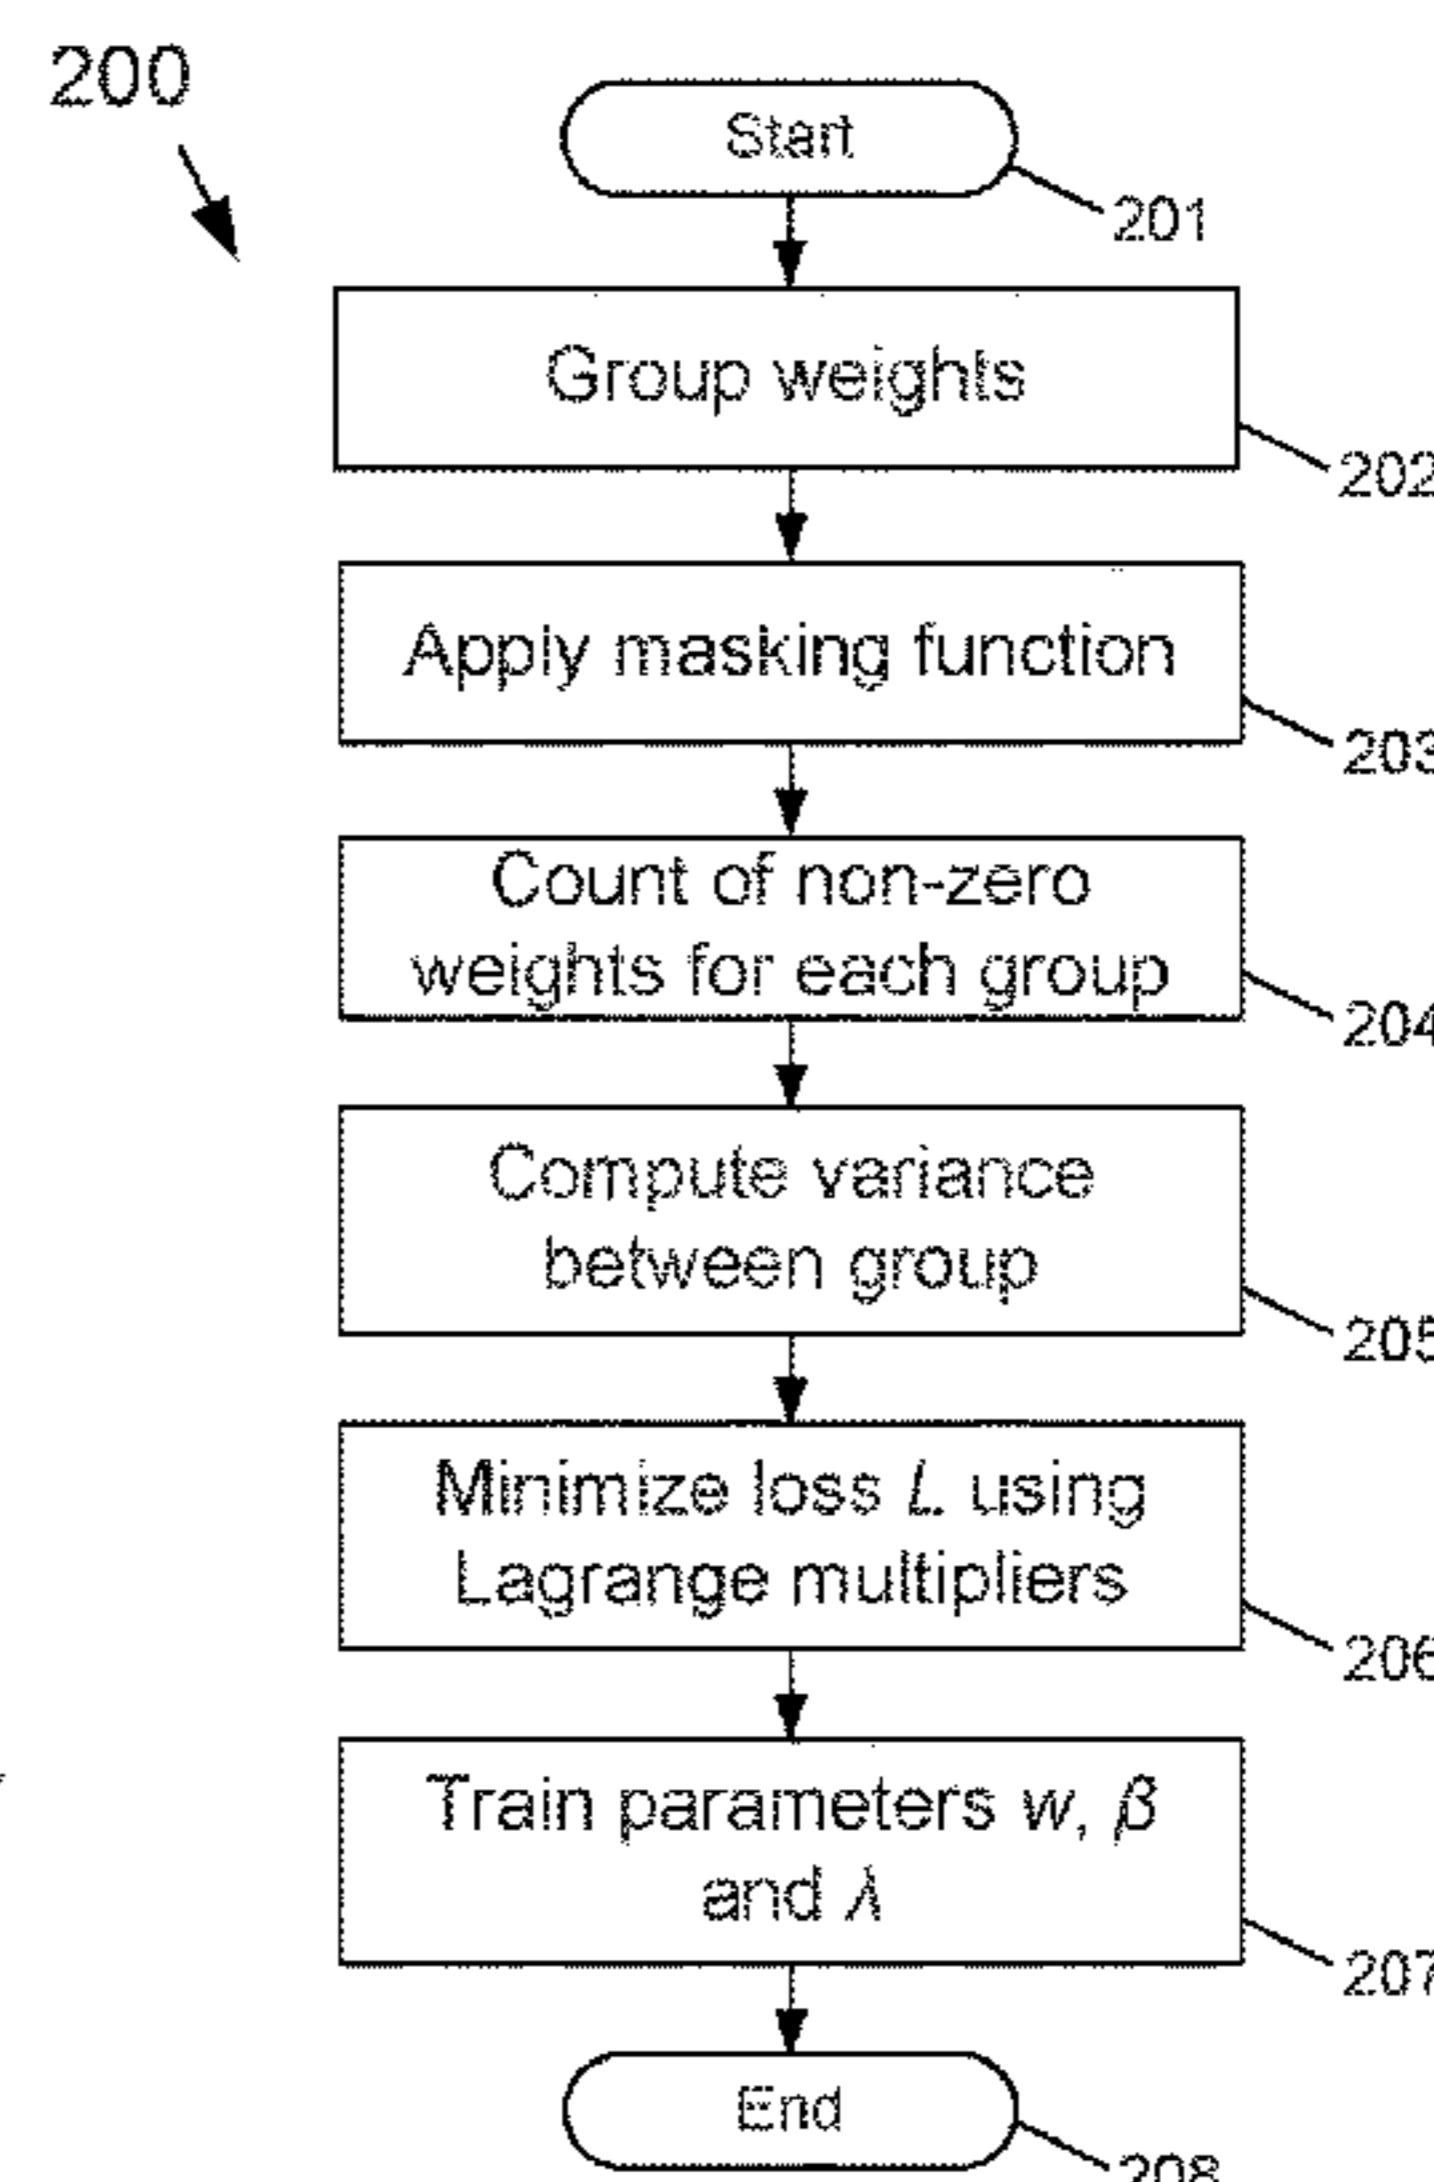 200
Start
201
Group weights
202
Apply masking function
203
Count of non-zero
weights for each group
204
Compute variance
between group
205
Minimize loss L using
Lagrange multipliers
206
Train parameters w, β
and λ
207
End
208